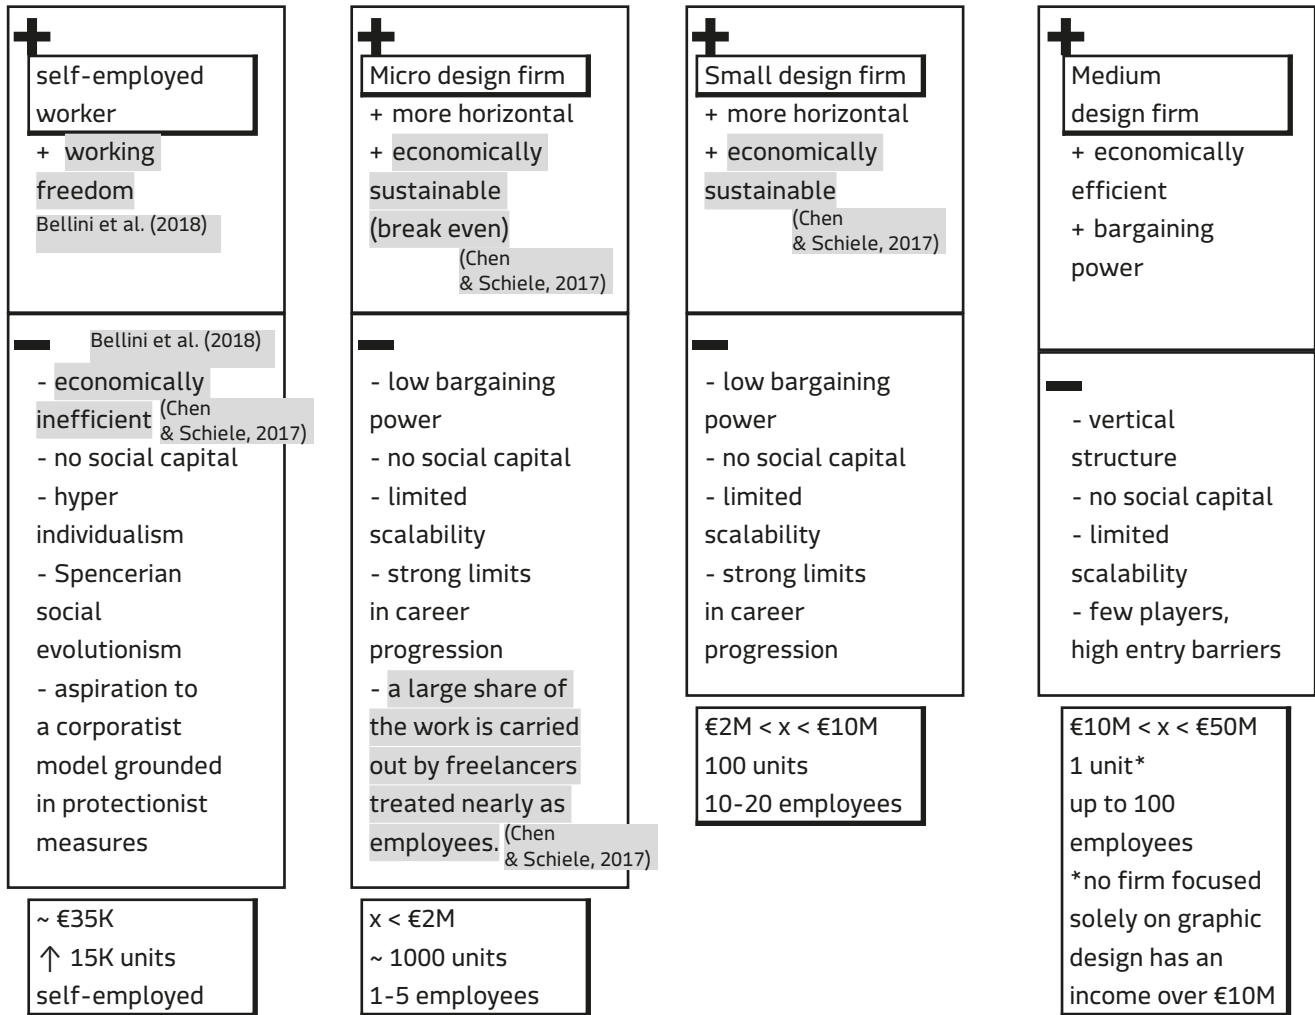 self-employed
worker
+ working
freedom
Bellini et al. (2018)
Bellini et al. (2018)
- economically
inefficient (Chen
& Schiele, 2017)
- no social capital
- hyper
individualism
- Spencerian
social
evolutionism
- aspiration to
a corporatist
model grounded
in protectionist
measures
~ €35K
↑ 15K units
self-employed
Micro design firm
+ more horizontal
+ economically
sustainable
(break even)
(Chen
& Schiele, 2017)
- low bargaining
power
- no social capital
- limited
scalability
- strong limits
in career
progression
- a large share of
the work is carried
out by freelancers
treated nearly as
employees. (Chen
& Schiele, 2017)
x < €2M
~ 1000 units
1-5 employees
Small design firm
+ more horizontal
+ economically
sustainable
(Chen
& Schiele, 2017)
- low bargaining
power
- no social capital
- limited
scalability
- strong limits
in career
progression
€2M < x < €10M
100 units
10-20 employees
Medium
design firm
+ economically
efficient
+ bargaining
power
- vertical
structure
- no social capital
- limited
scalability
- few players,
high entry barriers
€10M < x < €50M
1 unit*
up to 100
employees
*no firm focused
solely on graphic
design has an
income over €10M